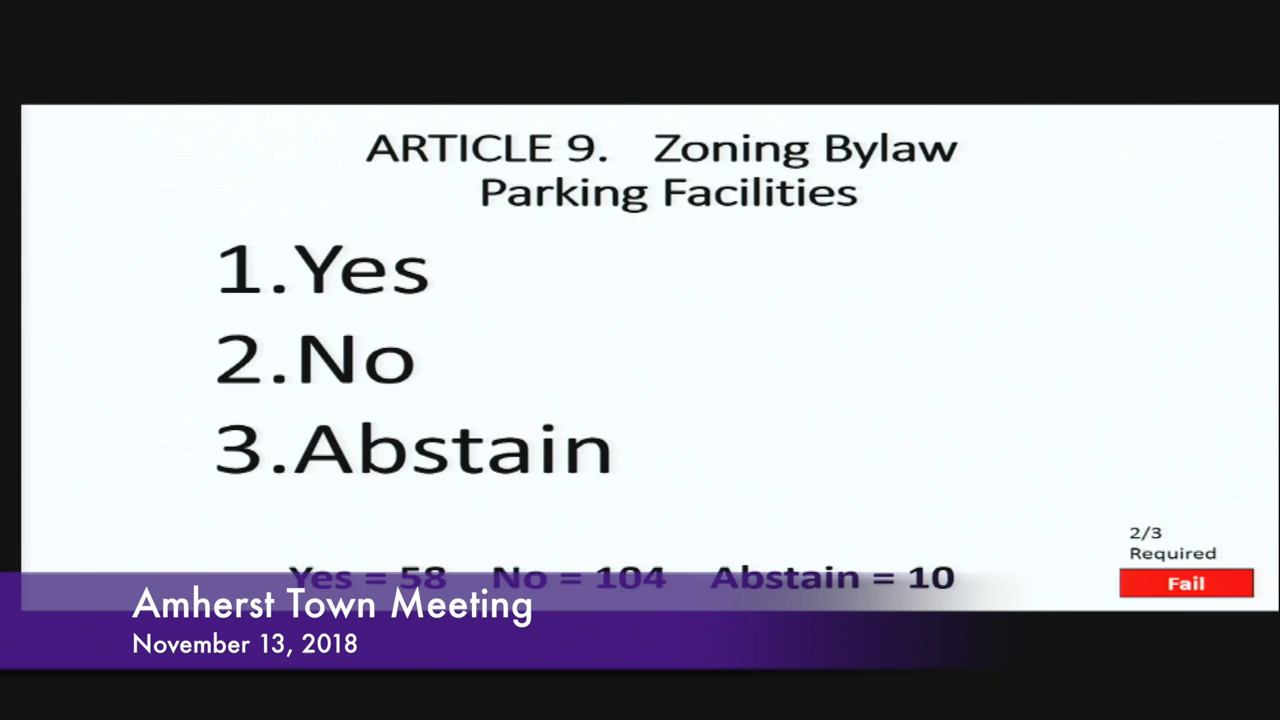 ARTICLE 9. Zoning Bylaw
Parking Facilities
1.Yes
2.No
3.Abstain
2/3
Required
Yes = 58 No = 104 Abstain = 10
Fail
Amherst Town Meeting
November 13, 2018